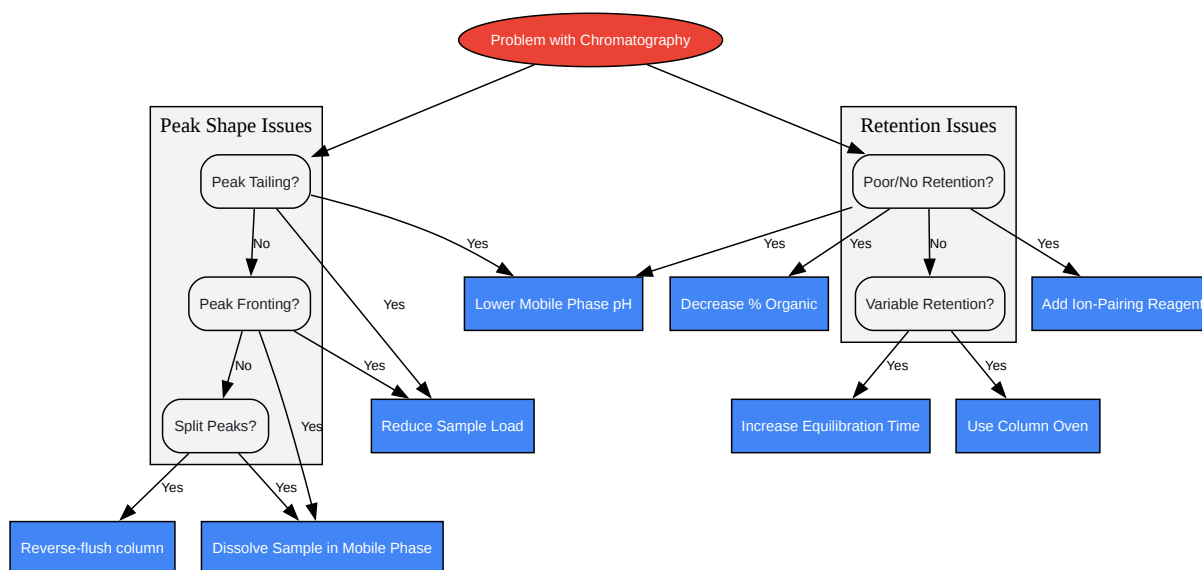 Problem with Chromatography
Peak Shape Issues
Retention Issues
Peak Tailing?
Poor/No Retention?
No
Yes
Yes
Yes
No
Yes
Peak Fronting?
Lower Mobile Phase pH
Decrease % Organic
Variable Retention?
Add Ion-Pairing Reagent
Yes
No
Yes
Yes
Yes
Split Peaks?
Yes
Reduce Sample Load
Increase Equilibration Time
Use Column Oven
Yes
Yes
Reverse-flush column
Dissolve Sample in Mobile Phase